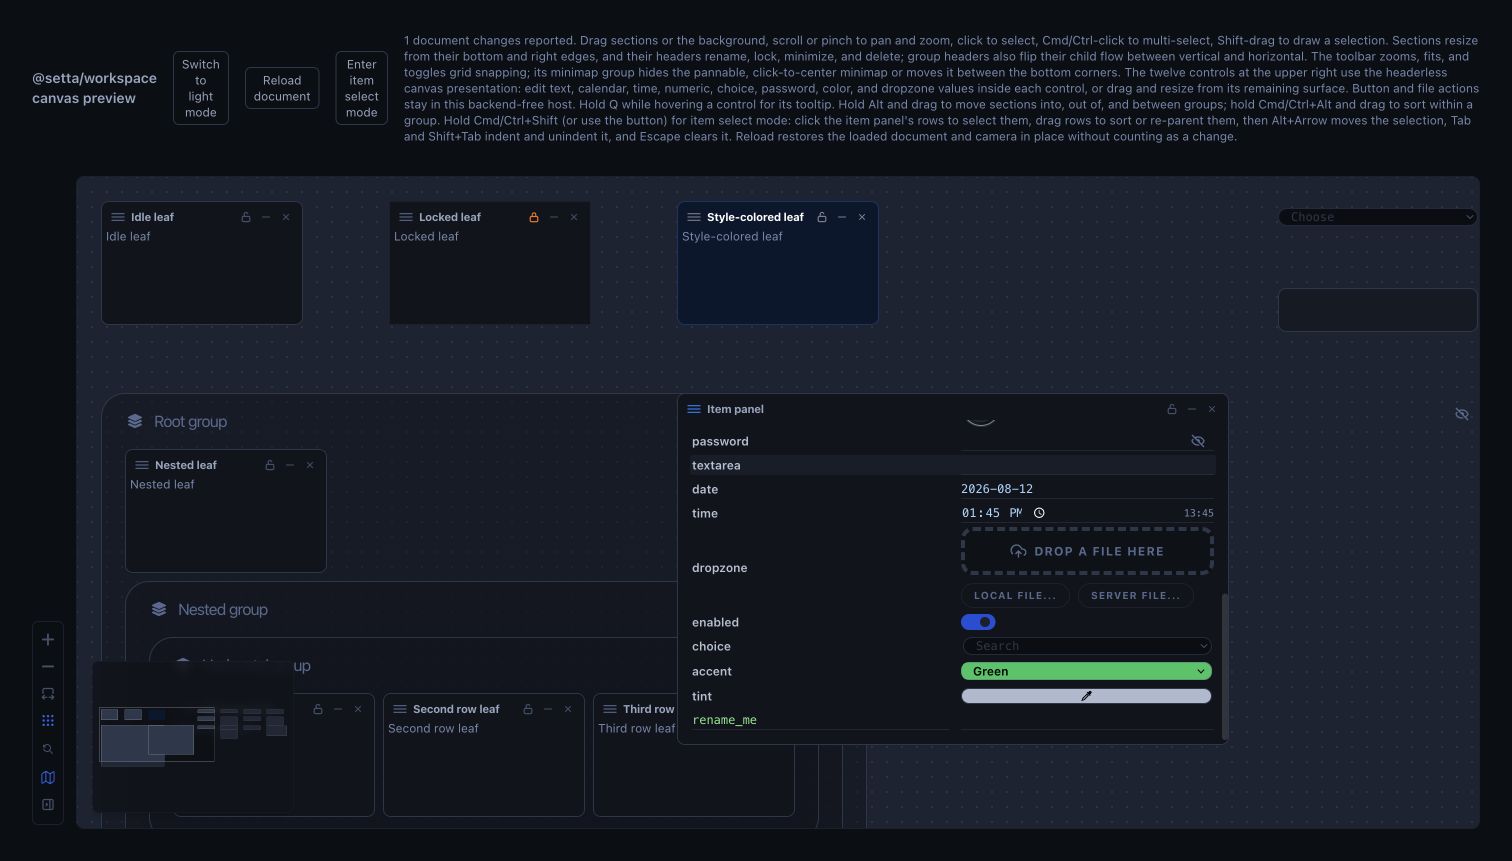 @setta/workspace
canvas preview
Switch
to
light
mode
Reload
document
Enter
item
select
mode
1 document changes reported. Drag sections or the background, scroll or pinch to pan and zoom, click to select, Cmd/Ctrl-click to multi-select, Shift-drag to draw a selection. Sections resize
from their bottom and right edges, and their headers rename, lock, minimize, and delete; group headers also flip their child flow between vertical and horizontal. The toolbar zooms, fits, and
toggles grid snapping; its minimap group hides the pannable, click-to-center minimap or moves it between the bottom corners. The twelve controls at the upper right use the headerless
canvas presentation: edit text, calendar, time, numeric, choice, password, color, and dropzone values inside each control, or drag and resize from its remaining surface. Button and file actions
stay in this backend-free host. Hold Q while hovering a control for its tooltip. Hold Alt and drag to move sections into, out of, and between groups; hold Cmd/Ctrl+Alt and drag to sort within a
group. Hold Cmd/Ctrl+Shift (or use the button) for item select mode: click the item panel's rows to select them, drag rows to sort or re-parent them, then Alt+Arrow moves the selection, Tab
and Shift+Tab indent and unindent it, and Escape clears it. Reload restores the loaded document and camera in place without counting as a change.
Idle leaf
Idle leaf
Locked leaf
Locked leaf
Style-colored leaf
Style-colored leaf
Choose
Root group
Nested leaf
Nested leaf
Nested group
up
Second row leaf
Second row leaf
Third row
Third row leaf
Item panel
password
textarea
date 2026-08-12
time 01:45 PM 13:45
dropzone DROP A FILE HERE
LOCAL FILE... SERVER FILE...
enabled
choice Search
accent Green
tint
rename_me